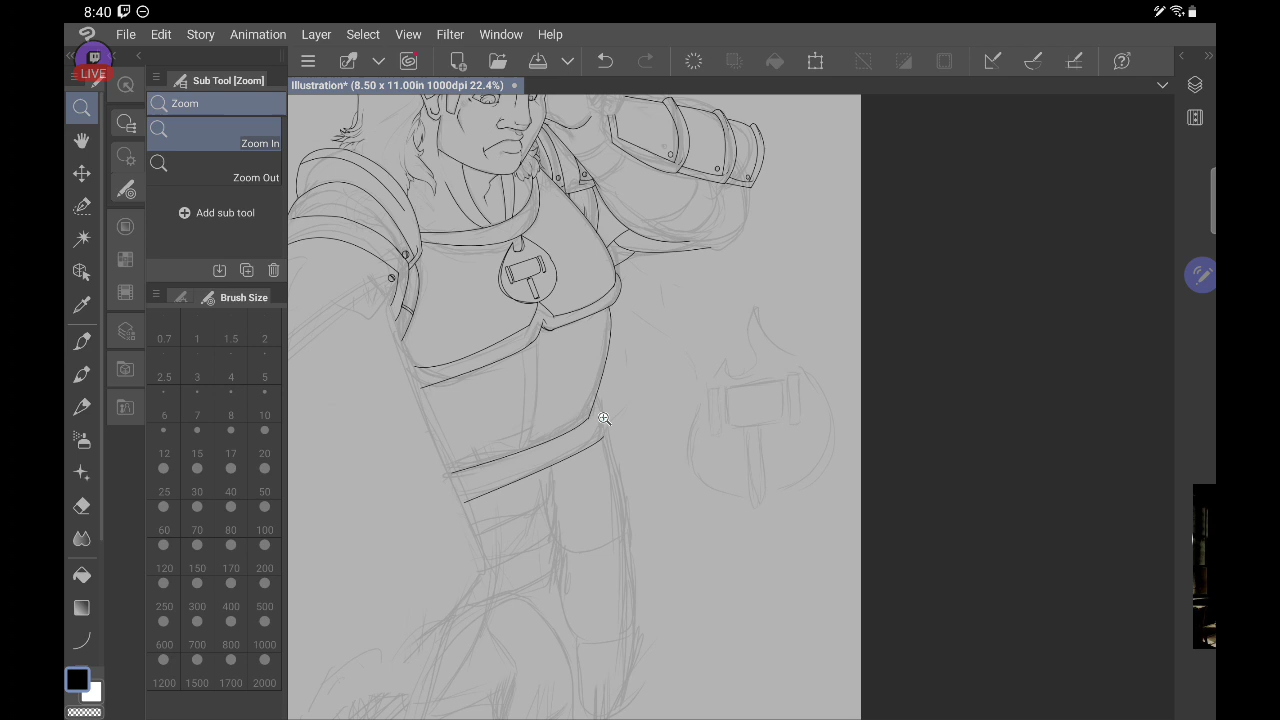 8:40
File Edit Story Animation Layer Select View Filter Window Help
LIVE
Sub Tool [Zoom]
Illustration* (8.50 x 11.00in 1000dpi 22.4%)
Zoom
Zoom In
Zoom Out
Add sub tool
Brush Size
0.7 1 1.5 2
2.5 3 4 5
6 7 8 10
12 15 17 20
25 30 40 50
60 70 80 100
120 150 170 200
250 300 400 500
600 700 800 1000
1200 1500 1700 2000